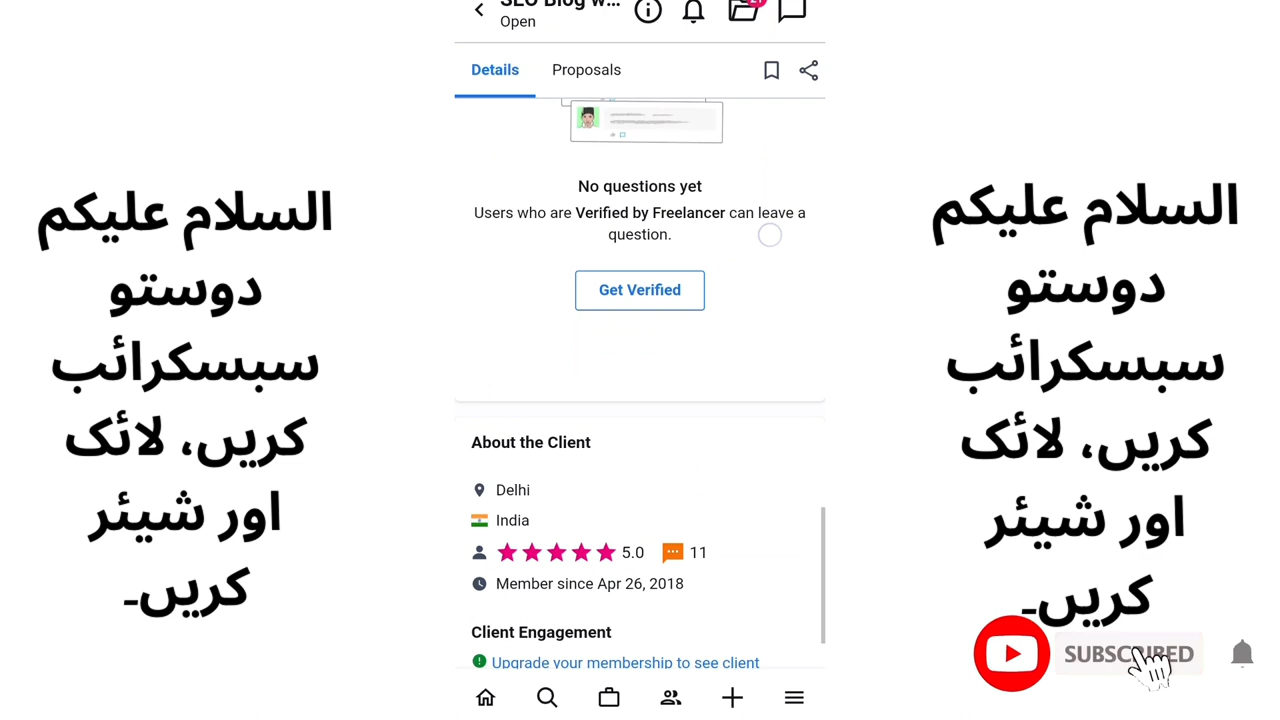 السلام علیکم
دوستو
سبسکرائب
کریں، لائک
اور شیئر
کریں۔
SEO Blog w...
Open
Details
Proposals
No questions yet
Users who are Verified by Freelancer can leave a
question.
Get Verified
About the Client
Delhi
India
5.0 11
Member since Apr 26, 2018
Client Engagement
Upgrade your membership to see client
السلام علیکم
دوستو
سبسکرائب
کریں، لائک
اور شیئر
کریں۔
SUBSCRIBED